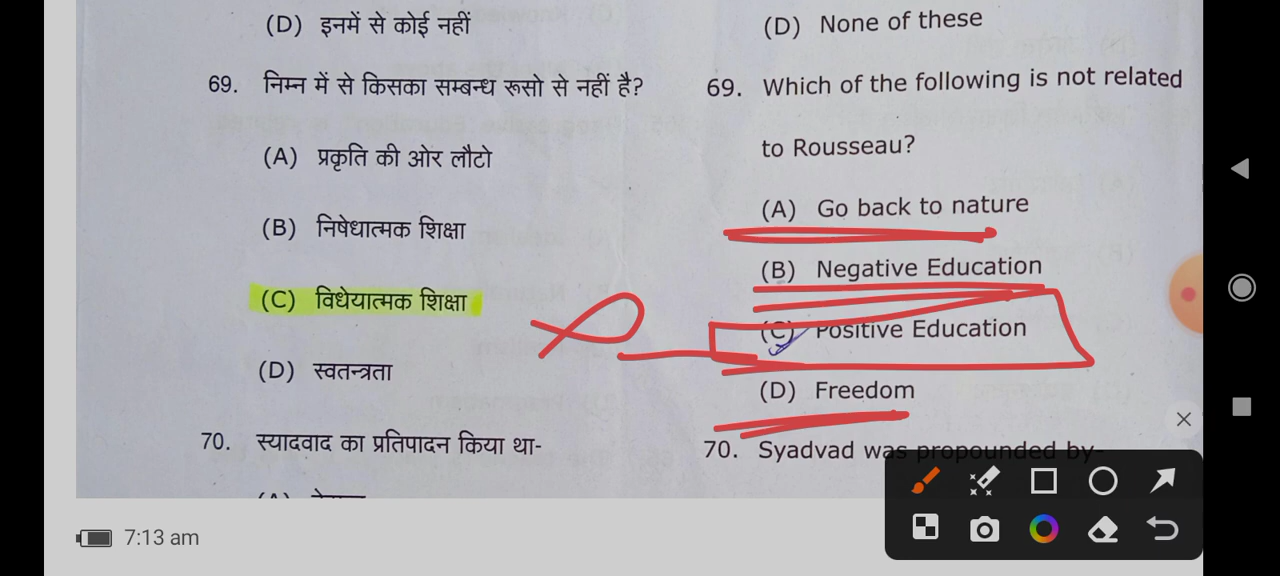 (D) इनमें से कोई नहीं
69. निम्न में से किसका सम्बन्ध रूसो से नहीं है?
(A) प्रकृति की ओर लौटो
(B) निषेधात्मक शिक्षा
(C) विधेयात्मक शिक्षा
(D) स्वतन्त्रता
70. स्यादवाद का प्रतिपादन किया था-
(D) None of these
69. Which of the following is not related
to Rousseau?
(A) Go back to nature
(B) Negative Education
(C) Positive Education
(D) Freedom
70. Syadvad was propounded by-
7:13 am